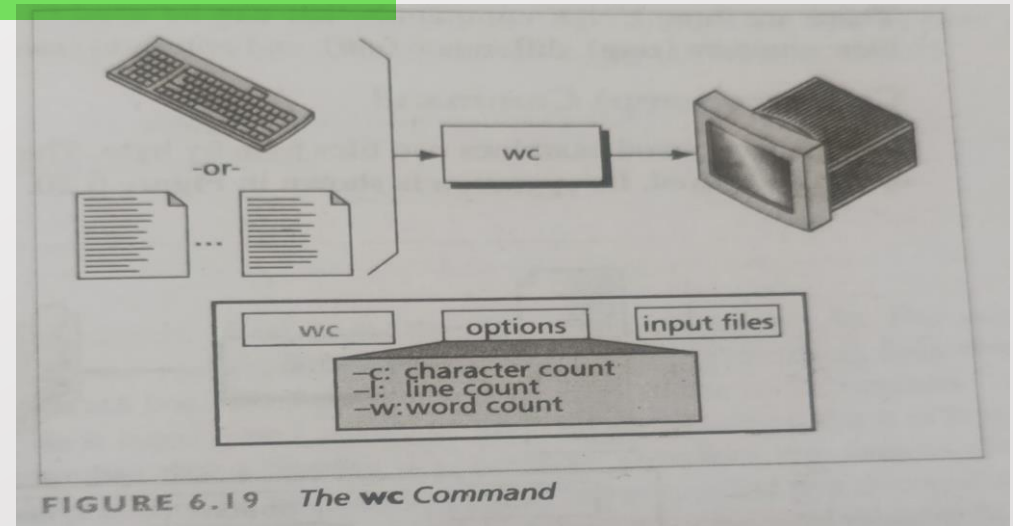 -or-
...
wc
wc
options
input files
–c: character count
–l: line count
–w: word count
FIGURE 6.19 The wc Command